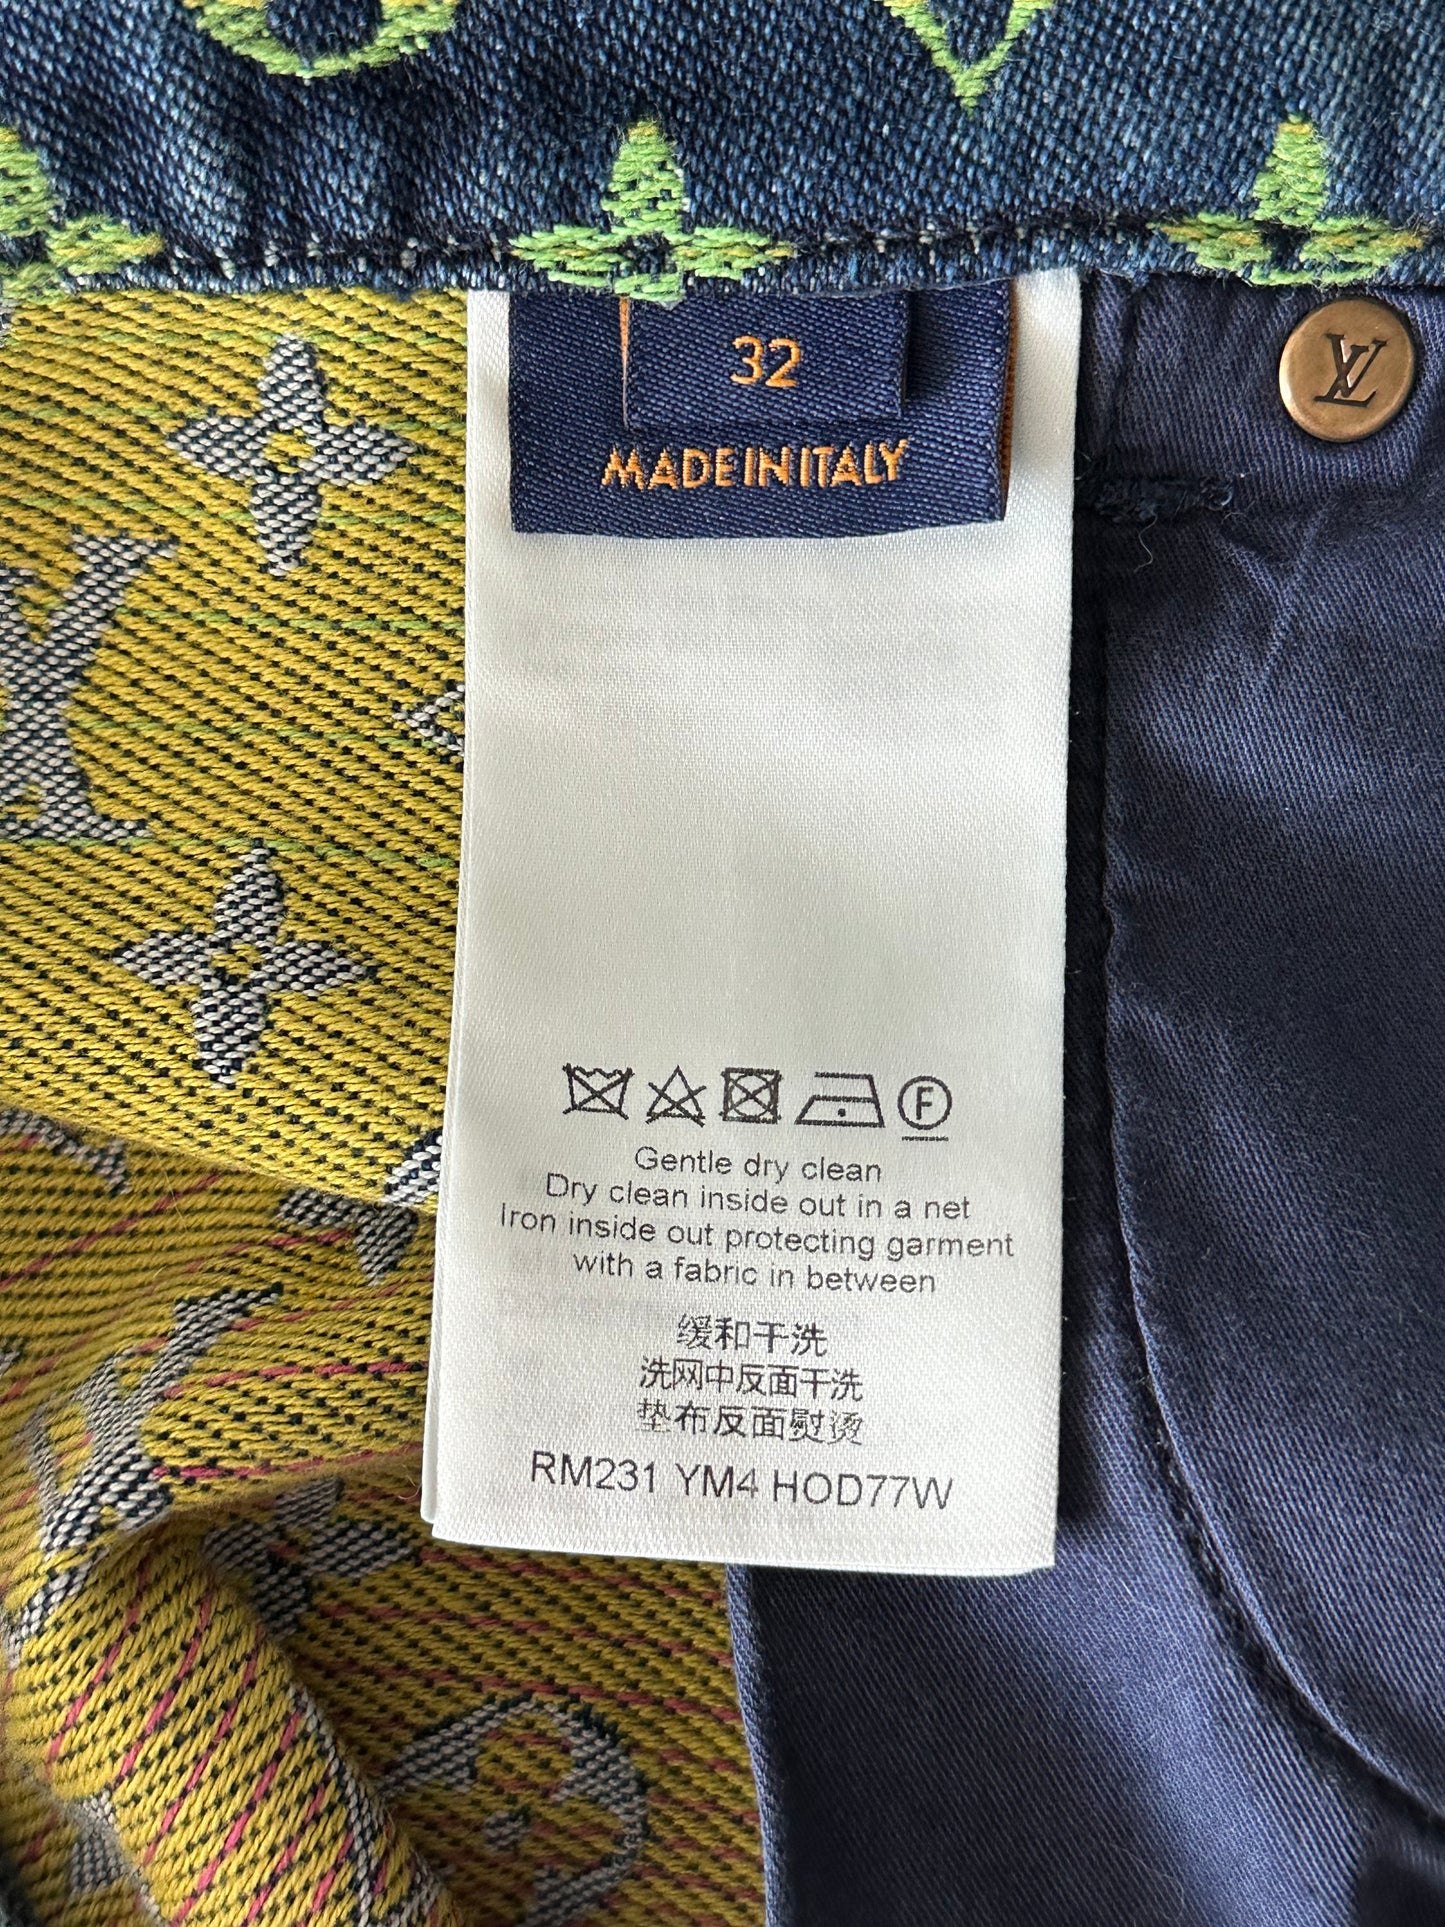 32
LV
MADE IN ITALY
F
Gentle dry clean
Dry clean inside out in a net
Iron inside out protecting garment
with a fabric in between
缓和干洗
洗网中反面干洗
垫布反面熨烫
RM231 YM4 HOD77W